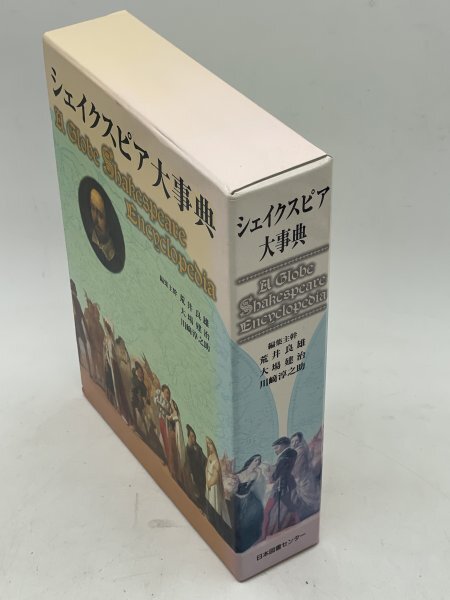 シェイクスピア大事典
A Globe
Shakespeare
Encyclopedia
編集主幹 荒井良雄
大場建治
川崎淳之助
シェイクスピア
大事典
A Globe
Shakespeare
Encyclopedia
編集主幹
荒井良雄
大場建治
川崎淳之助
日本図書センター